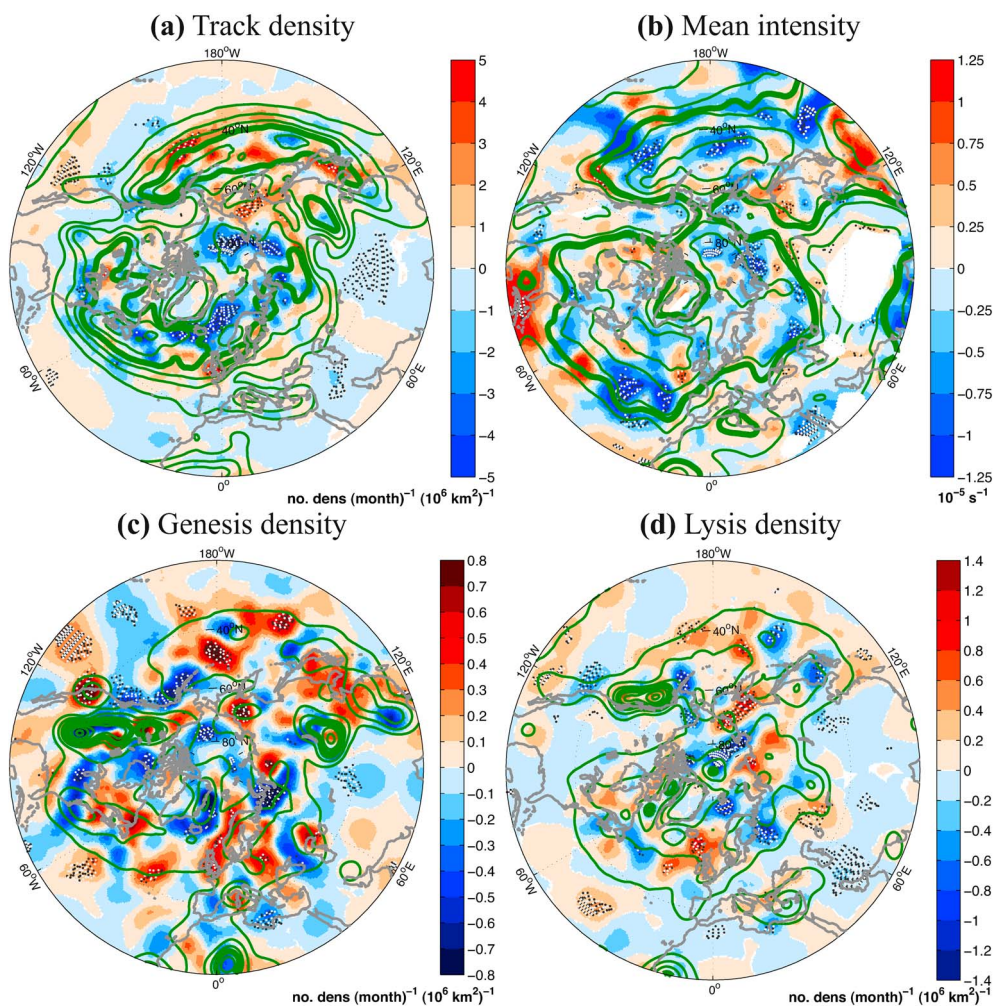 (a) Track density
(b) Mean intensity
180°W
120°W
120°E
60°W
60°E
0°
40°N
60°N
80°N
5
4
3
2
1
0
−1
−2
−3
−4
−5
no. dens (month)⁻¹ (10⁶ km²)⁻¹
180°W
120°W
120°E
60°W
60°E
0°
40°N
60°N
80°N
1.25
1
0.75
0.5
0.25
0
−0.25
−0.5
−0.75
−1
−1.25
10⁻⁵ s⁻¹
(c) Genesis density
(d) Lysis density
180°W
120°W
120°E
60°W
60°E
0°
40°N
60°N
80°N
0.8
0.7
0.6
0.5
0.4
0.3
0.2
0.1
0
−0.1
−0.2
−0.3
−0.4
−0.5
−0.6
−0.7
−0.8
no. dens (month)⁻¹ (10⁶ km²)⁻¹
180°W
120°W
120°E
60°W
60°E
0°
40°N
60°N
80°N
1.4
1.2
1
0.8
0.6
0.4
0.2
0
−0.2
−0.4
−0.6
−0.8
−1
−1.2
−1.4
no. dens (month)⁻¹ (10⁶ km²)⁻¹